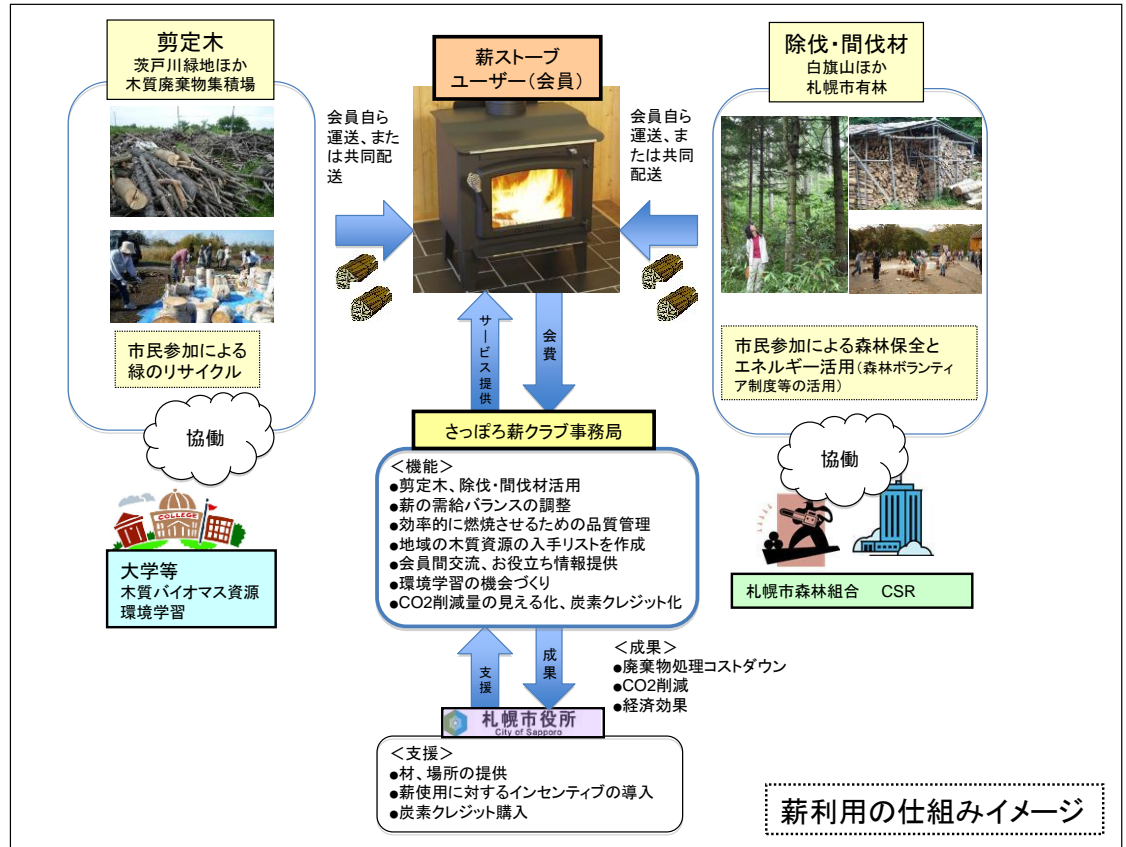 剪定木
茨戸川緑地ほか
木質廃棄物集積場
薪ストーブ
ユーザー（会員）
除伐・間伐材
白旗山ほか
札幌市有林
会員自ら
運送、また
は共同配
送
会員自ら
運送、ま
たは共同
配送
市民参加による
緑のリサイクル
市民参加による森林保全と
エネルギー活用（森林ボランティ
ア制度等の活用）
サービス提供
会費
協働
協働
さっぽろ薪クラブ事務局
＜機能＞
●剪定木、除伐・間伐材活用
●薪の需給バランスの調整
●効率的に燃焼させるための品質管理
●地域の木質資源の入手リストを作成
●会員間交流、お役立ち情報提供
●環境学習の機会づくり
●CO2削減量の見える化、炭素クレジット化
COLLEGE
大学等
木質バイオマス資源
環境学習
札幌市森林組合　CSR
支援
成果
＜成果＞
●廃棄物処理コストダウン
●CO2削減
●経済効果
札幌市役所
City of Sapporo
＜支援＞
●材、場所の提供
●薪使用に対するインセンティブの導入
●炭素クレジット購入
薪利用の仕組みイメージ